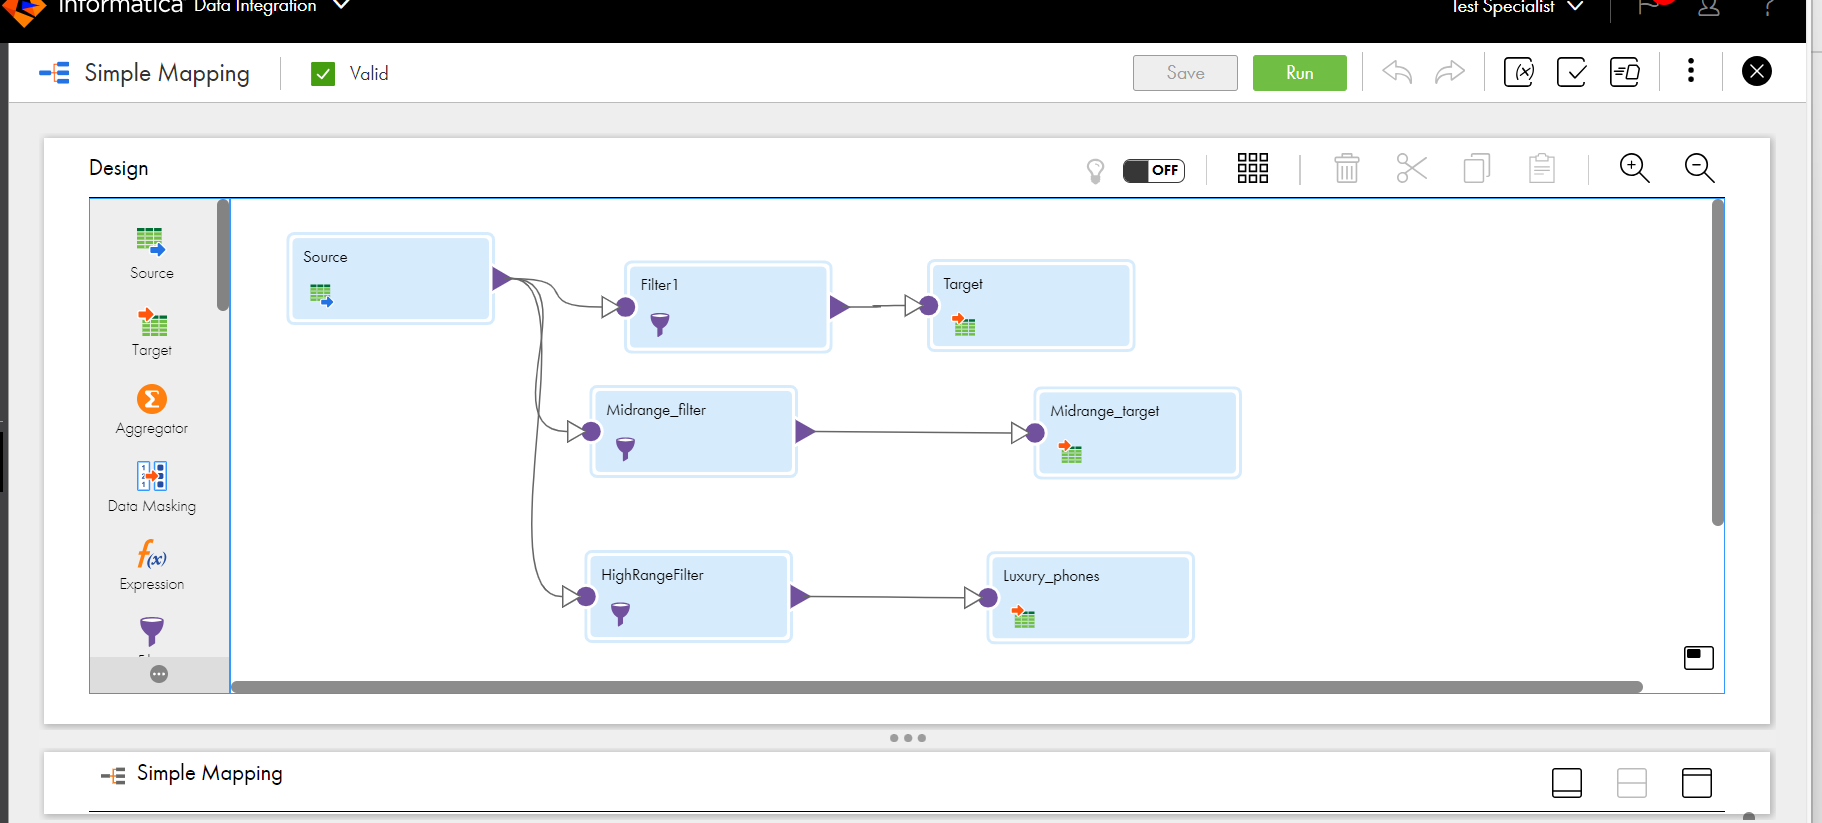 Informatica Data Integration
Test Specialist
?
Simple Mapping
Valid
Save
Run
Design
OFF
Source
Target
Aggregator
Data Masking
Expression
Source
Filter1
Target
Midrange_filter
Midrange_target
HighRangeFilter
Luxury_phones
Simple Mapping